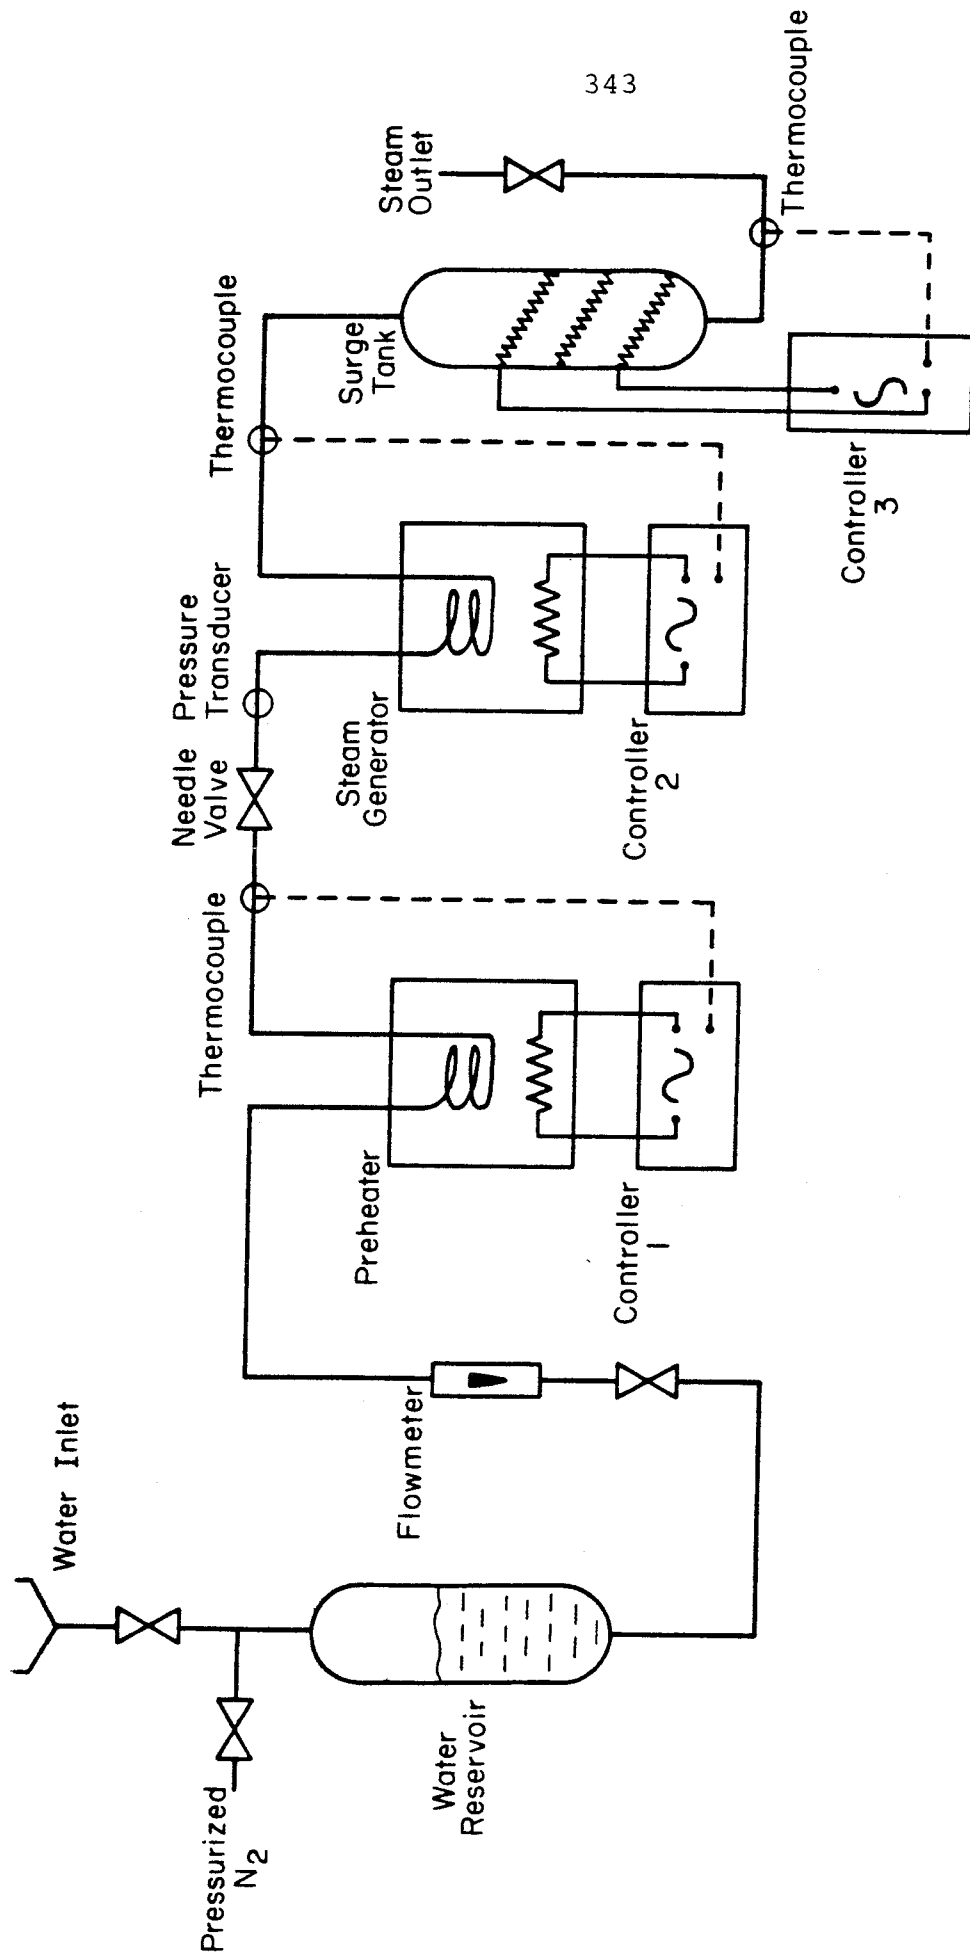 343
Water Inlet
Pressurized
N2
Water
Reservoir
Flowmeter
Preheater
Controller
1
Thermocouple
Needle
Valve
Pressure
Transducer
Steam
Generator
Controller
2
Thermocouple
Surge
Tank
Steam
Outlet
Thermocouple
Controller
3